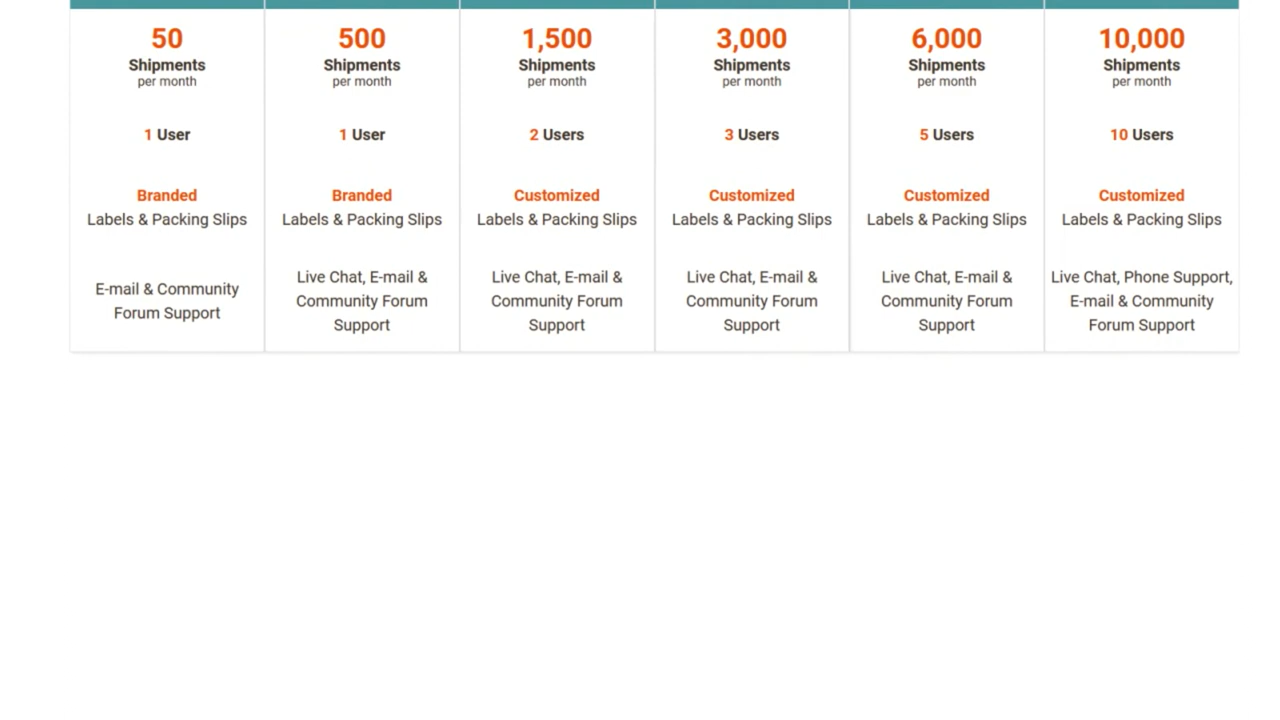 50
Shipments
per month
1 User
Branded
Labels & Packing Slips
E-mail & Community
Forum Support
500
Shipments
per month
1 User
Branded
Labels & Packing Slips
Live Chat, E-mail &
Community Forum
Support
1,500
Shipments
per month
2 Users
Customized
Labels & Packing Slips
Live Chat, E-mail &
Community Forum
Support
3,000
Shipments
per month
3 Users
Customized
Labels & Packing Slips
Live Chat, E-mail &
Community Forum
Support
6,000
Shipments
per month
5 Users
Customized
Labels & Packing Slips
Live Chat, E-mail &
Community Forum
Support
10,000
Shipments
per month
10 Users
Customized
Labels & Packing Slips
Live Chat, Phone Support,
E-mail & Community
Forum Support